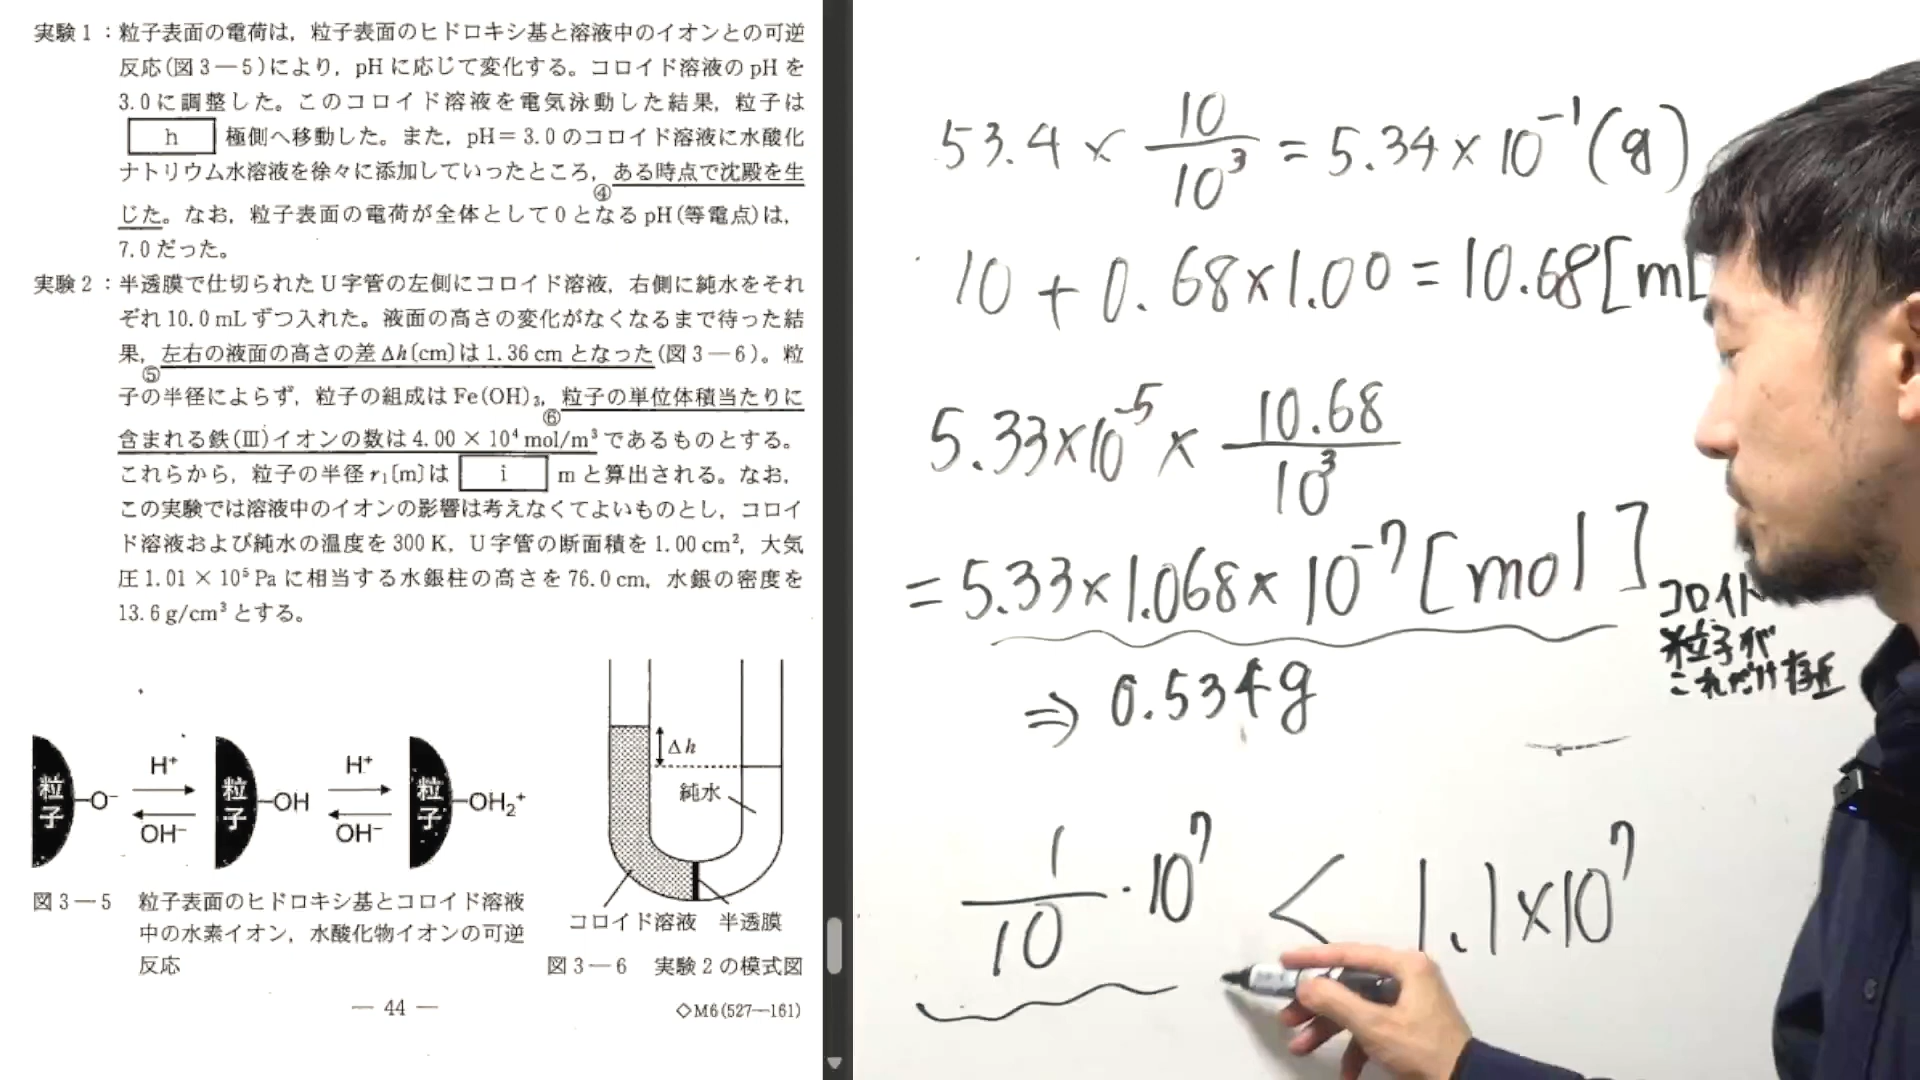 実験1：粒子表面の電荷は，粒子表面のヒドロキシ基と溶液中のイオンとの可逆
反応(図3―5)により，pHに応じて変化する。コロイド溶液のpHを
3.0に調整した。このコロイド溶液を電気泳動した結果，粒子は
h 極側へ移動した。また，pH＝3.0のコロイド溶液に水酸化
ナトリウム水溶液を徐々に添加していったところ，ある時点で沈殿を生
④
じた。なお，粒子表面の電荷が全体として0となるpH(等電点)は，
7.0だった。
実験2：半透膜で仕切られたU字管の左側にコロイド溶液，右側に純水をそれ
ぞれ10.0 mLずつ入れた。液面の高さの変化がなくなるまで待った結
果，左右の液面の高さの差Δh〔cm〕は1.36 cmとなった(図3―6)。粒
⑤
子の半径によらず，粒子の組成はFe(OH)₃，粒子の単位体積当たりに
⑥
含まれる鉄(Ⅲ)イオンの数は4.00 × 10⁴ mol/m³であるものとする。
これらから，粒子の半径r₁〔m〕は i mと算出される。なお，
この実験では溶液中のイオンの影響は考えなくてよいものとし，コロイ
ド溶液および純水の温度を300 K，U字管の断面積を1.00 cm²，大気
圧1.01 × 10⁵ Paに相当する水銀柱の高さを76.0 cm，水銀の密度を
13.6 g/cm³とする。
粒子 -O⁻ H⁺ OH⁻ 粒子 -OH H⁺ OH⁻ 粒子 -OH₂⁺
図3―5 粒子表面のヒドロキシ基とコロイド溶液
中の水素イオン，水酸化物イオンの可逆
反応
Δh
純水
コロイド溶液 半透膜
図3―6 実験2の模式図
― 44 ―
◇M6(527―161)
53.4 × 10/10³ = 5.34 × 10⁻¹ (g)
10 + 0.68×1.00 = 10.68 [mL
5.33×10⁻⁵ × 10.68/10³
= 5.33×1.068×10⁻⁷ [mol]
コロイド
粒子が
これだけ存在
⇒ 0.534g
1/10 ・10⁷ < 1.1×10⁷